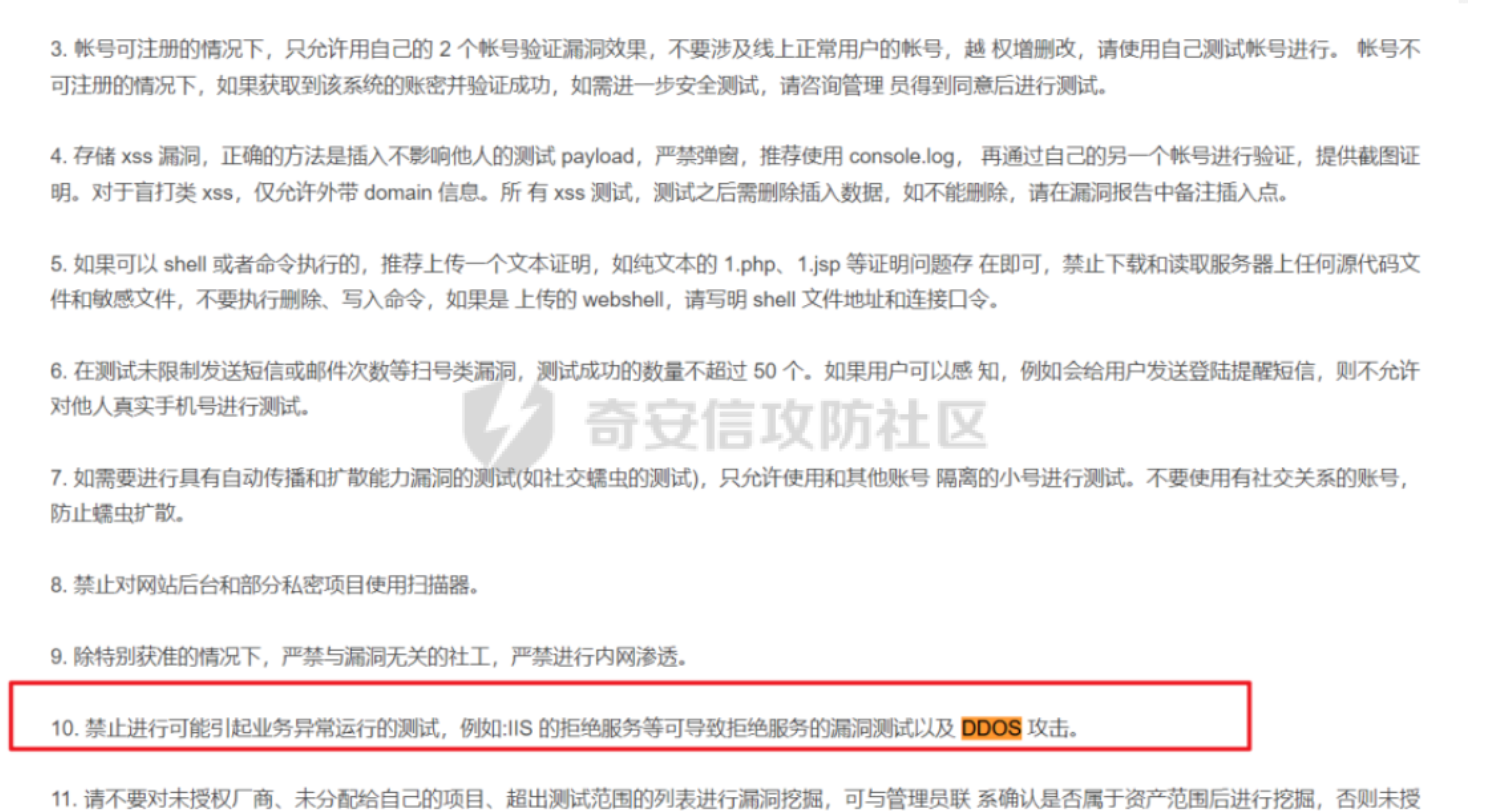 3. 帐号可注册的情况下，只允许用自己的 2 个帐号验证漏洞效果，不要涉及线上正常用户的帐号，越 权增删改，请使用自己测试帐号进行。 帐号不
可注册的情况下，如果获取到该系统的账密并验证成功，如需进一步安全测试，请咨询管理 员得到同意后进行测试。
4. 存储 xss 漏洞，正确的方法是插入不影响他人的测试 payload，严禁弹窗，推荐使用 console.log， 再通过自己的另一个帐号进行验证，提供截图证
明。对于盲打类 xss，仅允许外带 domain 信息。所 有 xss 测试，测试之后需删除插入数据，如不能删除，请在漏洞报告中备注插入点。
5. 如果可以 shell 或者命令执行的，推荐上传一个文本证明，如纯文本的 1.php、1.jsp 等证明问题存 在即可，禁止下载和读取服务器上任何源代码文
件和敏感文件，不要执行删除、写入命令，如果是 上传的 webshell，请写明 shell 文件地址和连接口令。
6. 在测试未限制发送短信或邮件次数等扫号类漏洞，测试成功的数量不超过 50 个。如果用户可以感 知，例如会给用户发送登陆提醒短信，则不允许
对他人真实手机号进行测试。
奇安信攻防社区
7. 如需要进行具有自动传播和扩散能力漏洞的测试(如社交蠕虫的测试)，只允许使用和其他账号 隔离的小号进行测试。不要使用有社交关系的账号，
防止蠕虫扩散。
8. 禁止对网站后台和部分私密项目使用扫描器。
9. 除特别获准的情况下，严禁与漏洞无关的社工，严禁进行内网渗透。
10. 禁止进行可能引起业务异常运行的测试，例如:IIS 的拒绝服务等可导致拒绝服务的漏洞测试以及 DDOS 攻击。
11. 请不要对未授权厂商、未分配给自己的项目、超出测试范围的列表进行漏洞挖掘，可与管理员联 系确认是否属于资产范围后进行挖掘，否则未授